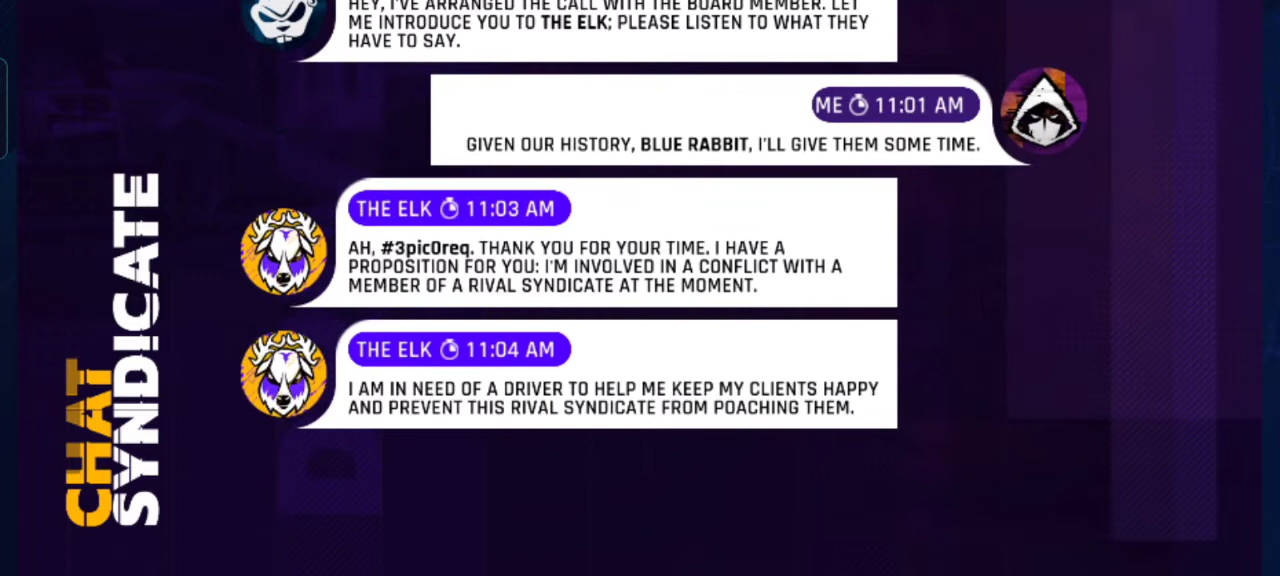 HEY, I'VE ARRANGED THE CALL WITH THE BOARD MEMBER. LET
ME INTRODUCE YOU TO THE ELK; PLEASE LISTEN TO WHAT THEY
HAVE TO SAY.
ME 11:01 AM
GIVEN OUR HISTORY, BLUE RABBIT, I'LL GIVE THEM SOME TIME.
THE ELK 11:03 AM
AH, #3pic0req. THANK YOU FOR YOUR TIME. I HAVE A
PROPOSITION FOR YOU: I'M INVOLVED IN A CONFLICT WITH A
MEMBER OF A RIVAL SYNDICATE AT THE MOMENT.
THE ELK 11:04 AM
I AM IN NEED OF A DRIVER TO HELP ME KEEP MY CLIENTS HAPPY
AND PREVENT THIS RIVAL SYNDICATE FROM POACHING THEM.
CHAT
SYNDICATE